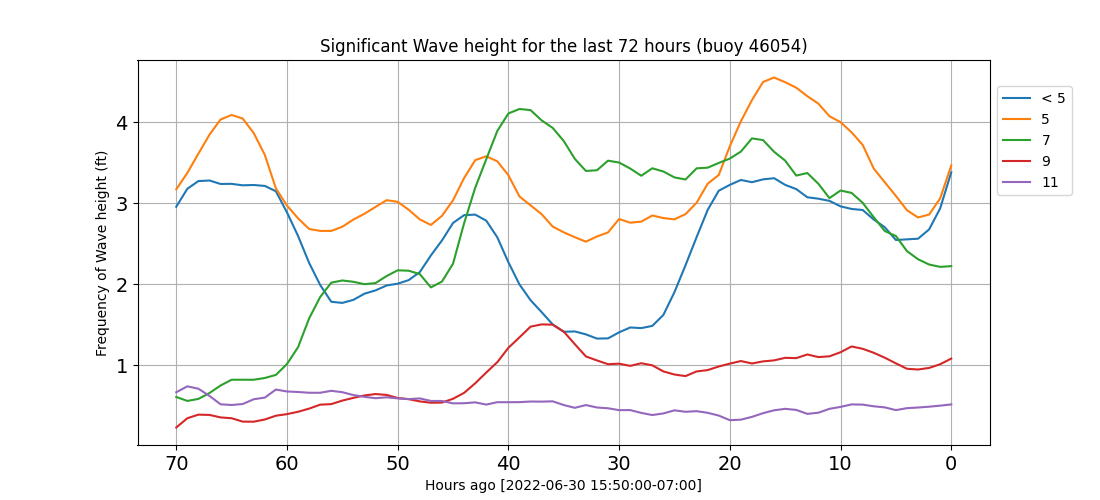 Significant Wave height for the last 72 hours (buoy 46054)
Frequency of Wave height (ft)
4
3
2
1
70 60 50 40 30 20 10 0
Hours ago [2022-06-30 15:50:00-07:00]
< 5
5
7
9
11